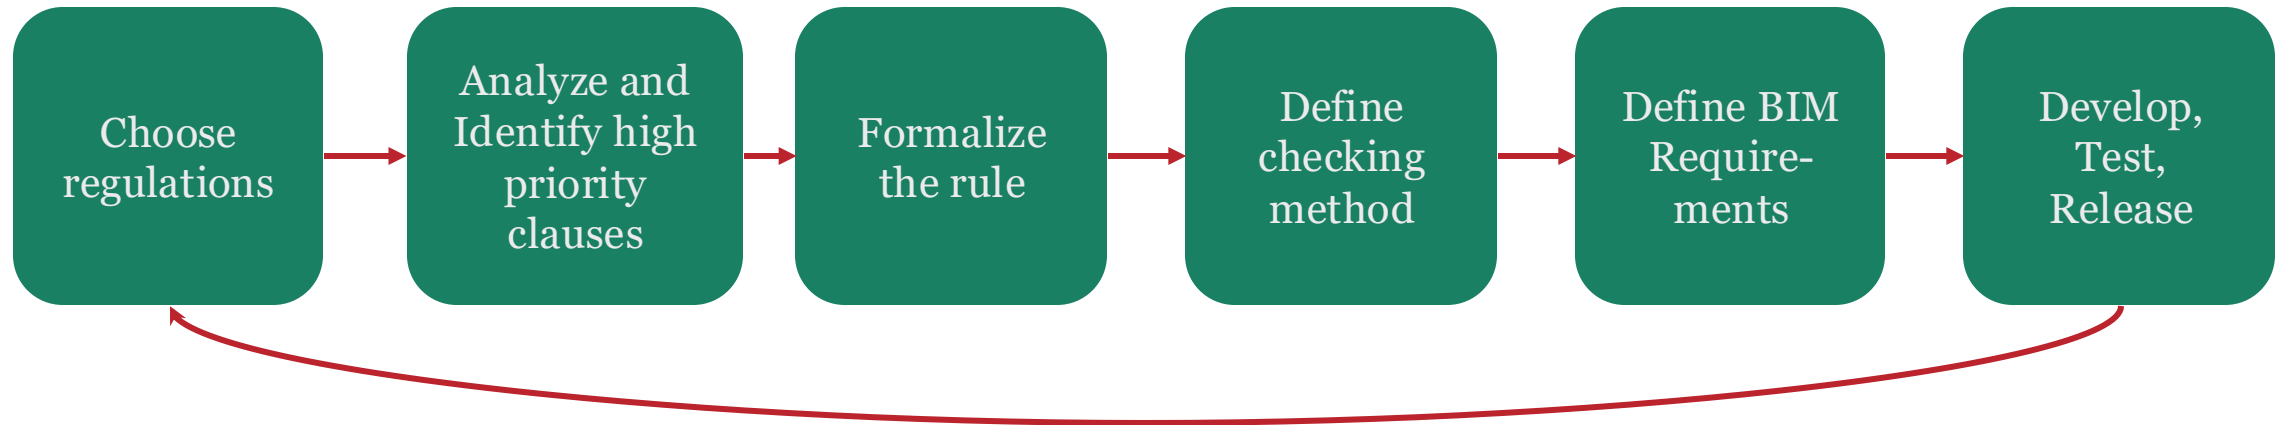 Choose
regulations
Analyze and
Identify high
priority
clauses
Formalize
the rule
Define
checking
method
Define BIM
Require-
ments
Develop,
Test,
Release